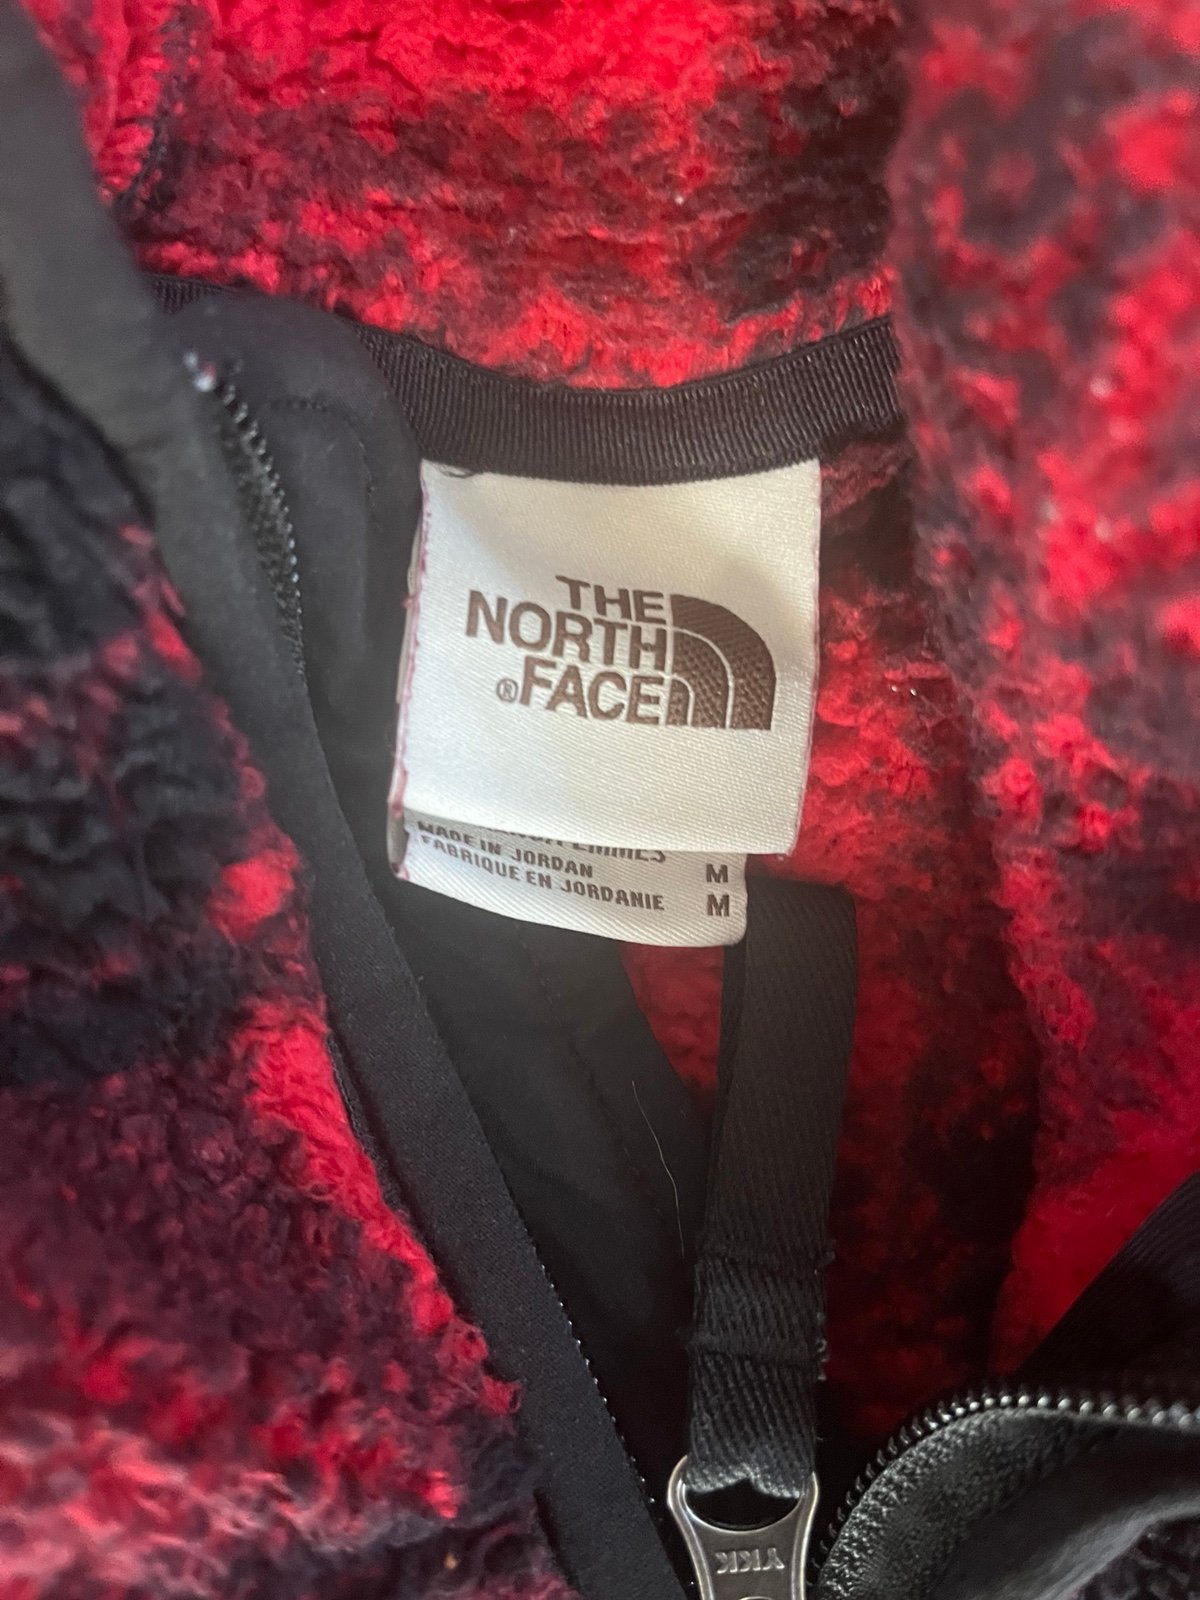 THE
NORTH
®FACE
MADE IN JORDAN M
FABRIQUE EN JORDANIE M
YKK